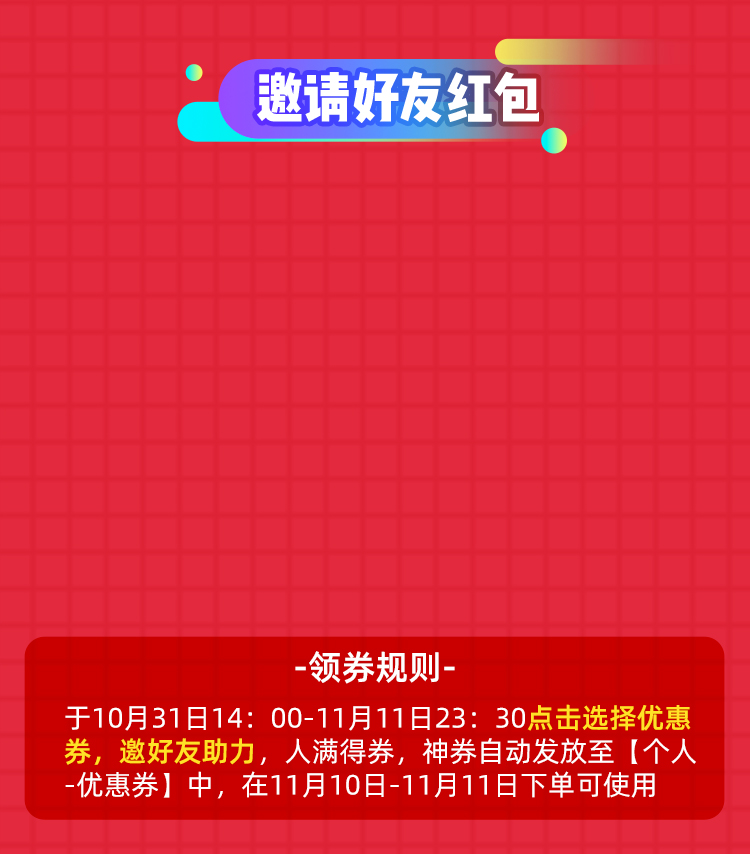 邀请好友红包
-领券规则-
于10月31日14：00-11月11日23：30点击选择优惠
券，邀好友助力，人满得券，神券自动发放至【个人
-优惠券】中，在11月10日-11月11日下单可使用